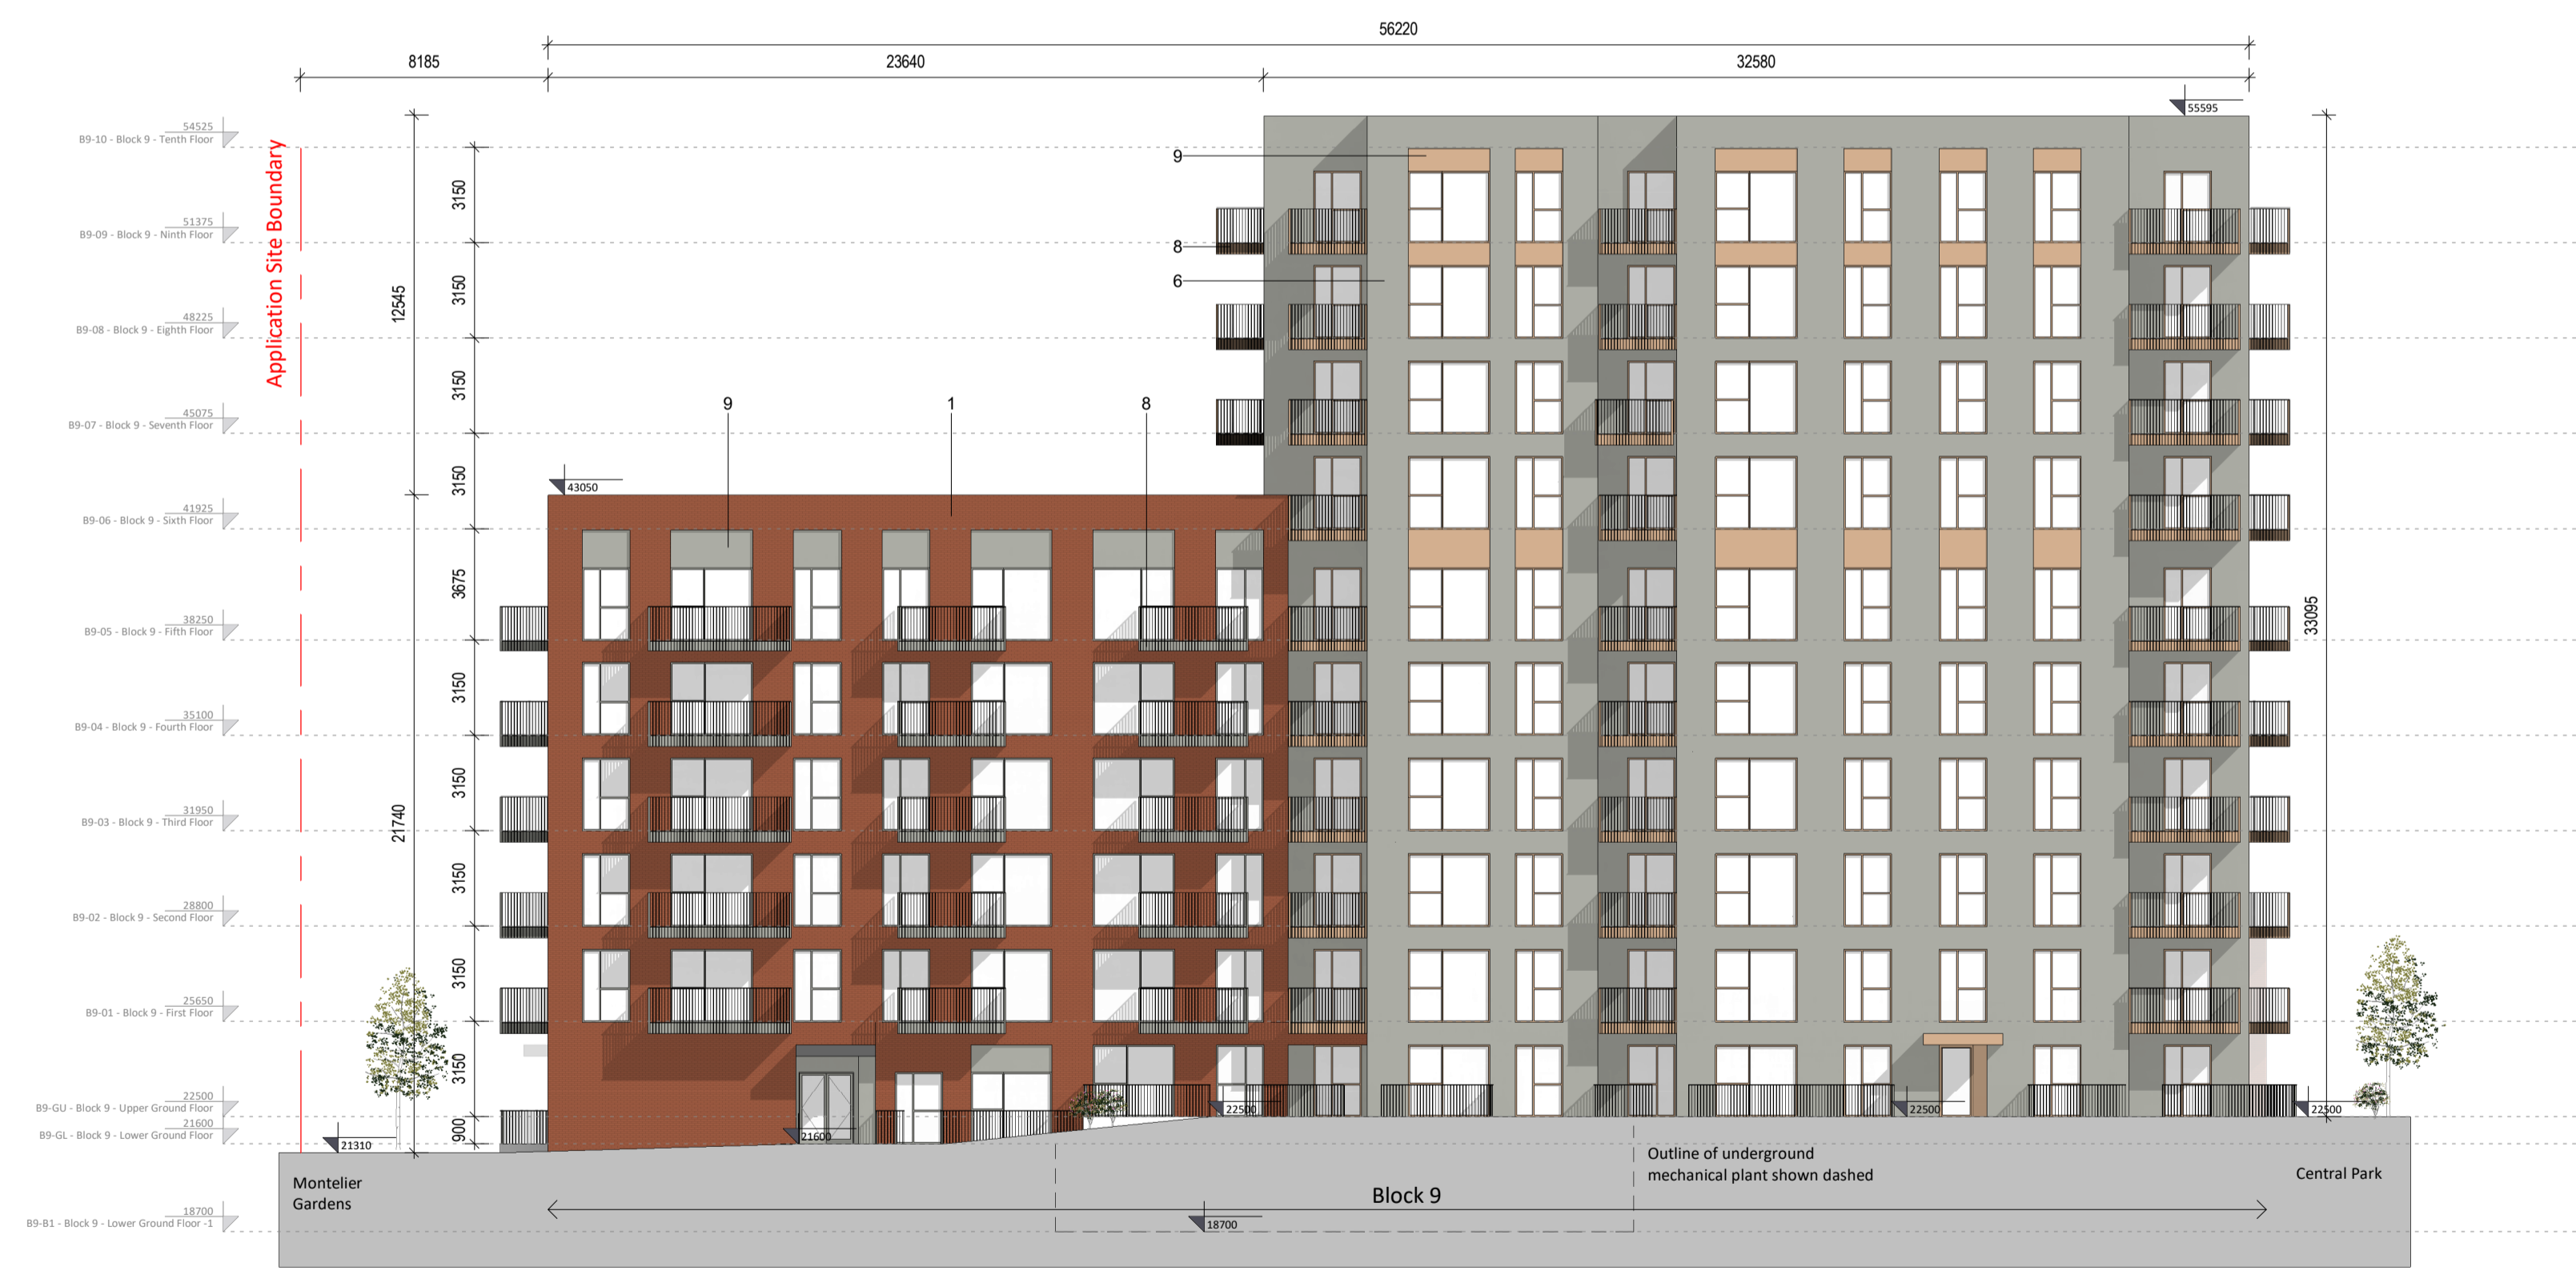 56220
8185
23640
32580
55595
54525
B9-10 - Block 9 - Tenth Floor
Application Site Boundary
3150
9
51375
B9-09 - Block 9 - Ninth Floor
8
6
12545
3150
48225
B9-08 - Block 9 - Eighth Floor
3150
45075
B9-07 - Block 9 - Seventh Floor
9
1
8
3150
43050
41925
B9-06 - Block 9 - Sixth Floor
3675
38250
B9-05 - Block 9 - Fifth Floor
33095
3150
35100
B9-04 - Block 9 - Fourth Floor
3150
21740
31950
B9-03 - Block 9 - Third Floor
3150
28800
B9-02 - Block 9 - Second Floor
3150
25650
B9-01 - Block 9 - First Floor
3150
22500
B9-GU - Block 9 - Upper Ground Floor
22500
22500
22500
21600
B9-GL - Block 9 - Lower Ground Floor
900
21310
21600
Outline of underground
mechanical plant shown dashed
Montelier
Gardens
Central Park
Block 9
18700
B9-B1 - Block 9 - Lower Ground Floor -1
18700